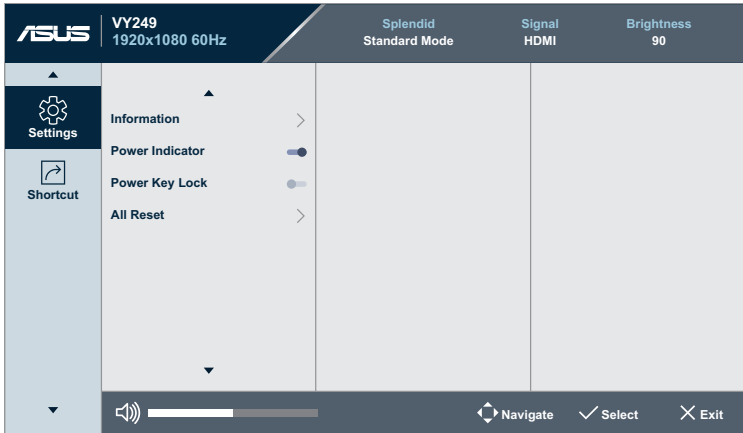 ASUS
VY249
1920x1080 60Hz
Splendid
Standard Mode
Signal
HDMI
Brightness
90
Settings
Shortcut
Information
Power Indicator
Power Key Lock
All Reset
Navigate
Select
Exit